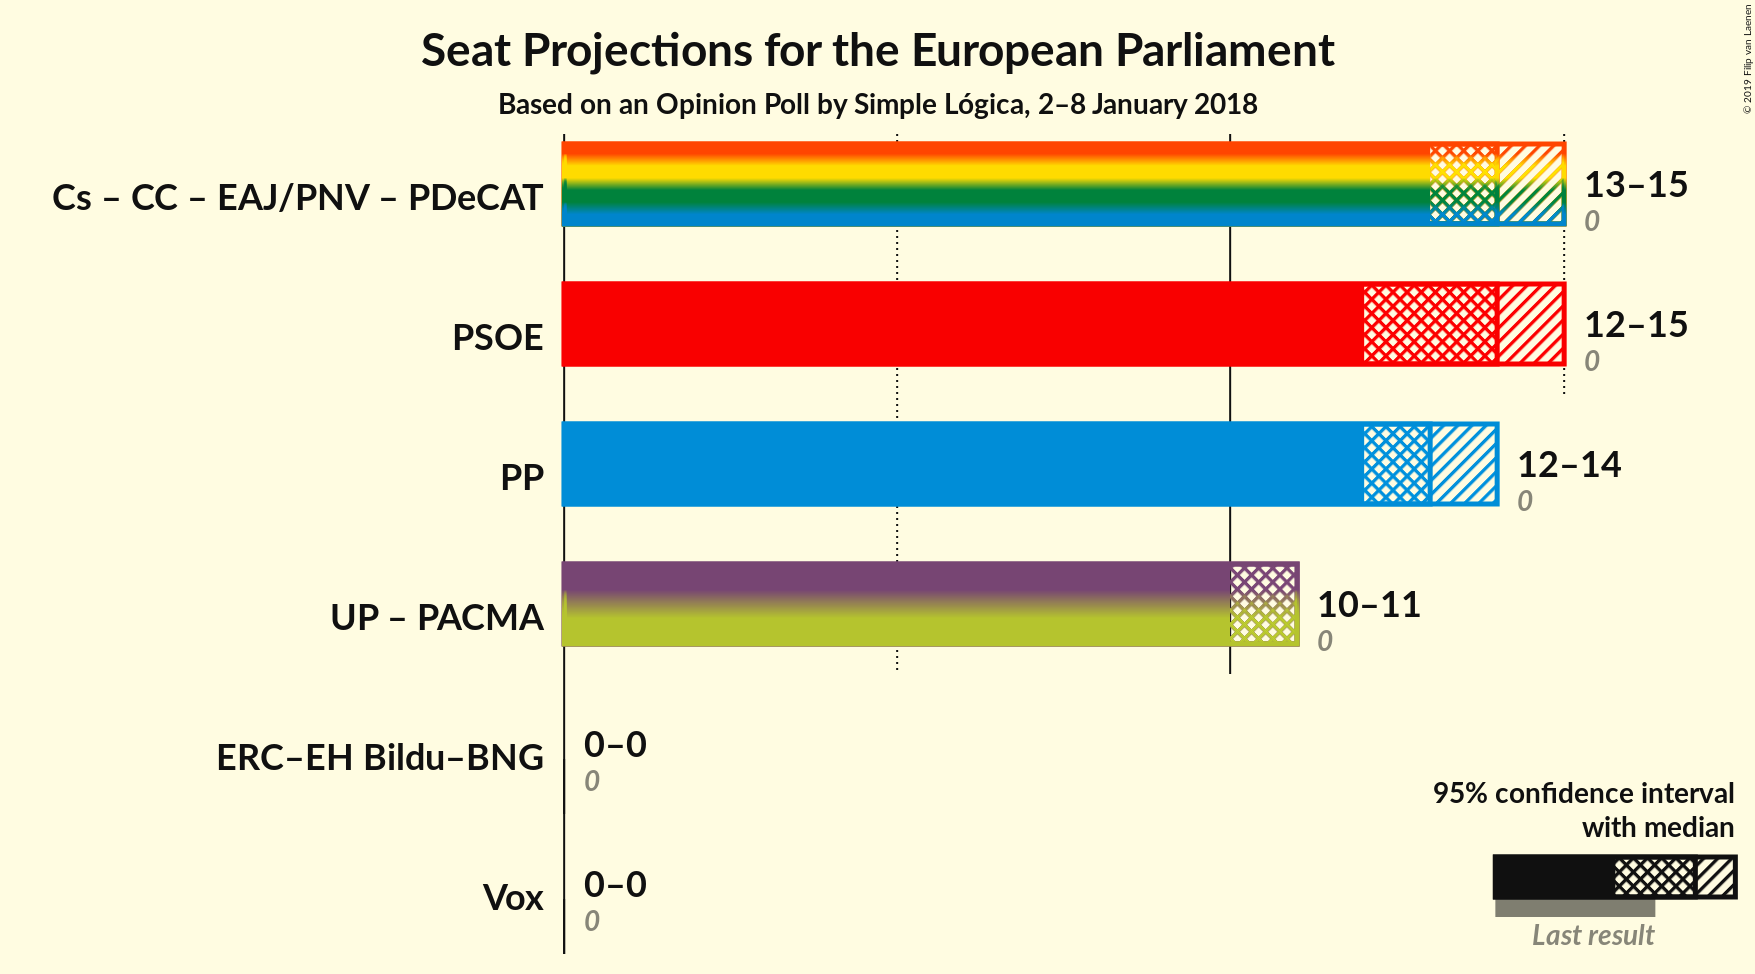 Seat Projections for the European Parliament
Based on an Opinion Poll by Simple Lógica, 2–8 January 2018
© 2019 Filip van Laenen
Cs – CC – EAJ/PNV – PDeCAT
13–15
0
PSOE
12–15
0
PP
12–14
0
UP – PACMA
10–11
0
ERC–EH Bildu–BNG
0–0
0
Vox
0–0
0
95% confidence interval
with median
Last result